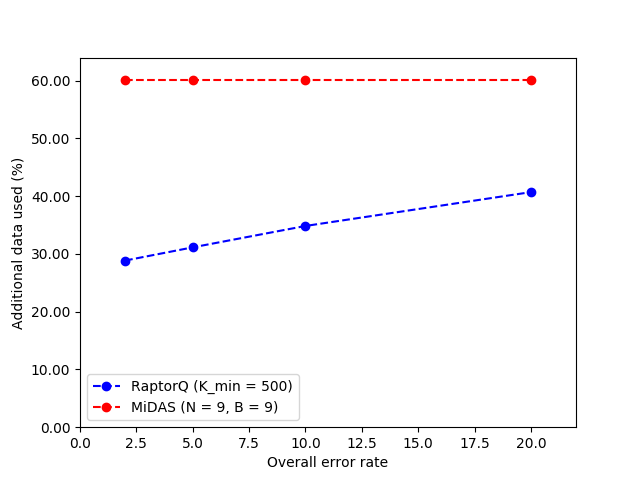 60.00
50.00
40.00
30.00
20.00
10.00
0.00
Additional data used (%)
RaptorQ (K_min = 500)
MiDAS (N = 9, B = 9)
0.0 2.5 5.0 7.5 10.0 12.5 15.0 17.5 20.0
Overall error rate